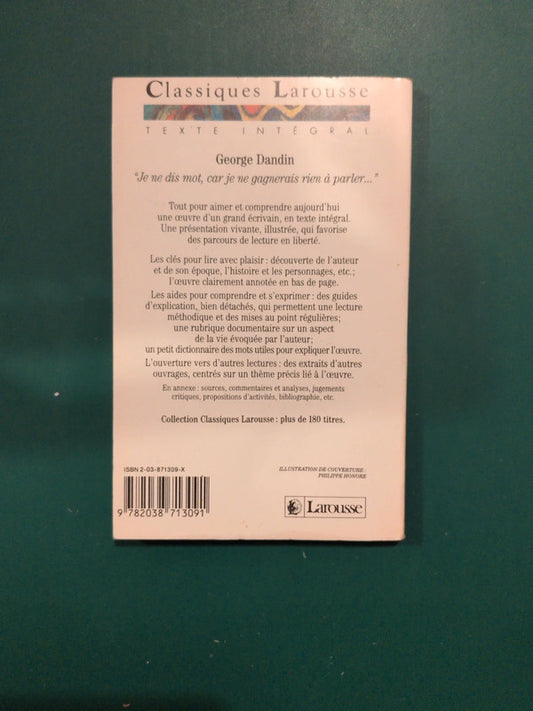 Classiques Larousse
TEXTE INTÉGRAL
George Dandin
"Je ne dis mot, car je ne gagnerais rien à parler..."
Tout pour aimer et comprendre aujourd'hui
une œuvre d'un grand écrivain, en texte intégral.
Une présentation vivante, illustrée, qui favorise
des parcours de lecture en liberté.
Les clés pour lire avec plaisir : découverte de l'auteur
et de son époque, l'histoire et les personnages, etc.;
l'œuvre clairement annotée en bas de page.
Les aides pour comprendre et s'exprimer : des guides
d'explication, bien détachés, qui permettent une lecture
méthodique et des mises au point régulières;
une rubrique documentaire sur un aspect
de la vie évoquée par l'auteur;
un petit dictionnaire des mots utiles pour expliquer l'œuvre.
L'ouverture vers d'autres lectures : des extraits d'autres
ouvrages, centrés sur un thème précis lié à l'œuvre.
En annexe : sources, commentaires et analyses, jugements
critiques, propositions d'activités, bibliographie, etc.
Collection Classiques Larousse : plus de 180 titres.
ISBN 2-03-871309-X
9 782038 713091
ILLUSTRATION DE COUVERTURE :
PHILIPPE HONORE
Larousse